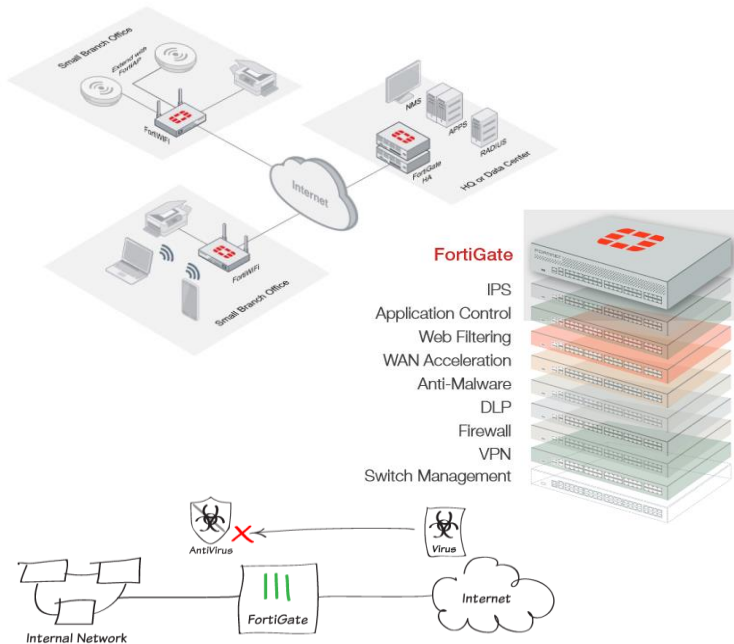 Small Branch Office
Extend with
FortiAP
FortiWiFi
NMS
APPS
RADIUS
FortiGate
HA
HQ or Data Center
Internet
FortiWiFi
Small Branch Office
FortiGate
IPS
Application Control
Web Filtering
WAN Acceleration
Anti-Malware
DLP
Firewall
VPN
Switch Management
AntiVirus
Virus
Internal Network
FortiGate
Internet